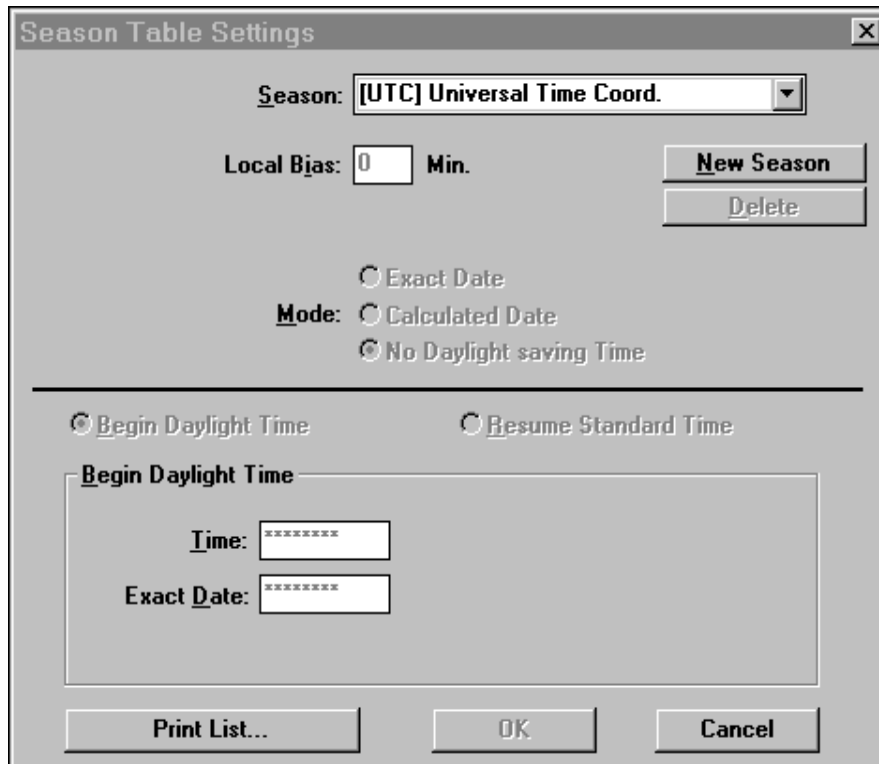 Season Table Settings
Season: [UTC] Universal Time Coord.
Local Bias: 0 Min.
New Season
Delete
Exact Date
Mode: Calculated Date
No Daylight saving Time
Begin Daylight Time Resume Standard Time
Begin Daylight Time
Time: ********
Exact Date: ********
Print List... OK Cancel